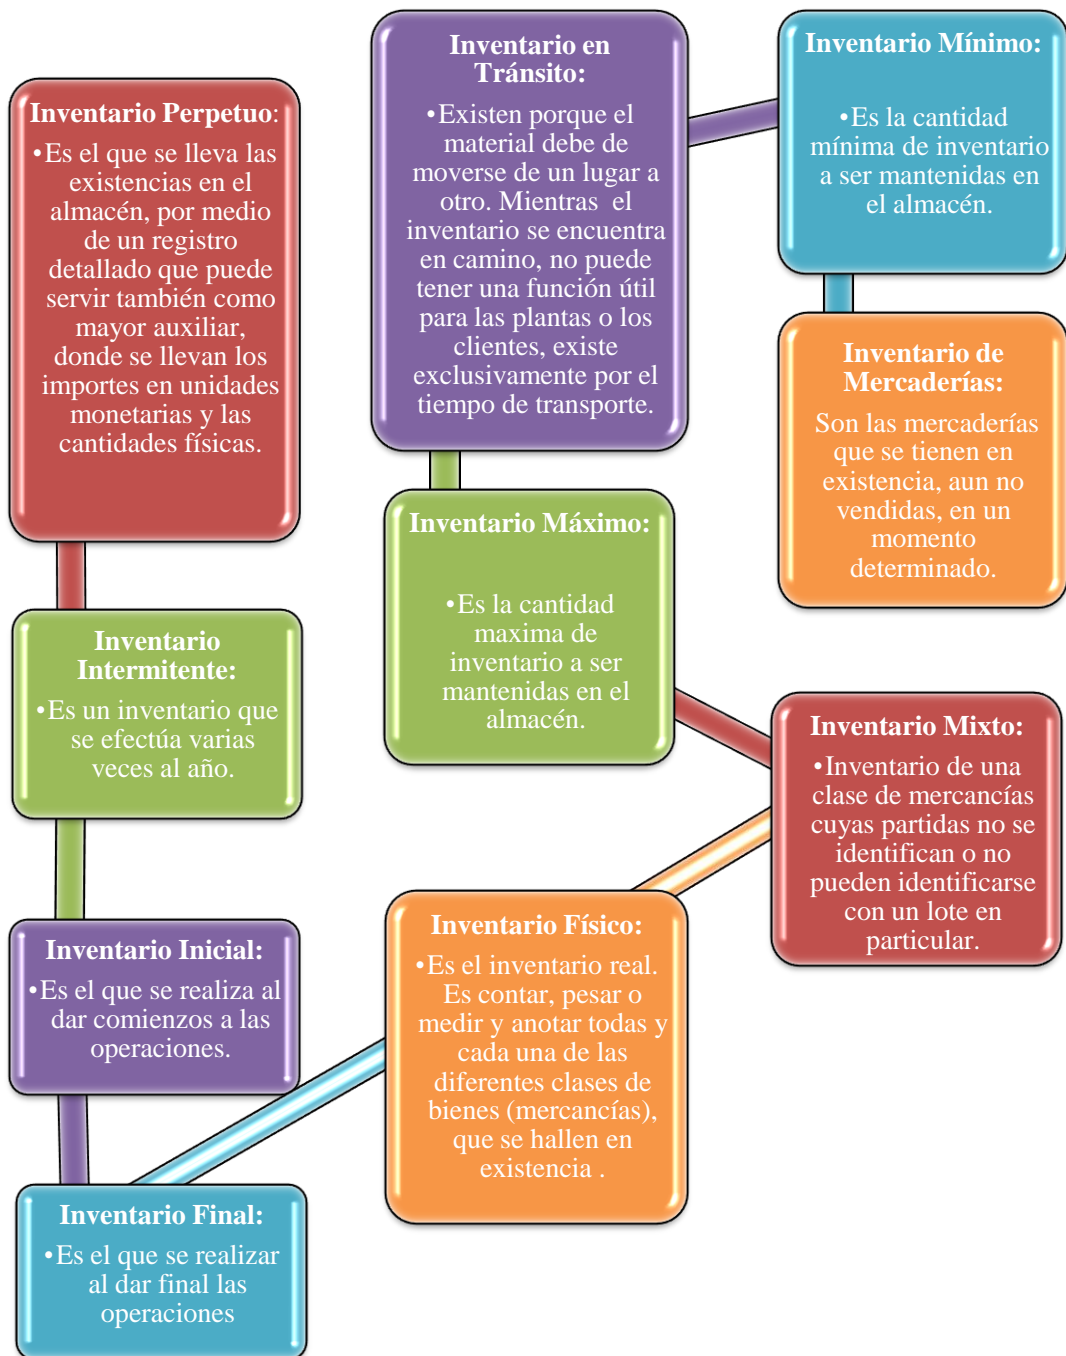 Inventario Perpetuo:
•Es el que se lleva las
existencias en el
almacén, por medio
de un registro
detallado que puede
servir también como
mayor auxiliar,
donde se llevan los
importes en unidades
monetarias y las
cantidades físicas.
Inventario
Intermitente:
•Es un inventario que
se efectúa varias
veces al año.
Inventario Inicial:
•Es el que se realiza al
dar comienzos a las
operaciones.
Inventario Final:
•Es el que se realizar
al dar final las
operaciones
Inventario Físico:
•Es el inventario real.
Es contar, pesar o
medir y anotar todas y
cada una de las
diferentes clases de
bienes (mercancías),
que se hallen en
existencia .
Inventario Mixto:
•Inventario de una
clase de mercancías
cuyas partidas no se
identifican o no
pueden identificarse
con un lote en
particular.
Inventario Máximo:
•Es la cantidad
maxima de
inventario a ser
mantenidas en el
almacén.
Inventario en
Tránsito:
•Existen porque el
material debe de
moverse de un lugar a
otro. Mientras  el
inventario se encuentra
en camino, no puede
tener una función útil
para las plantas o los
clientes, existe
exclusivamente por el
tiempo de transporte.
Inventario Mínimo:
•Es la cantidad
mínima de inventario
a ser mantenidas en
el almacén.
Inventario de
Mercaderías:
Son las mercaderías
que se tienen en
existencia, aun no
vendidas, en un
momento
determinado.